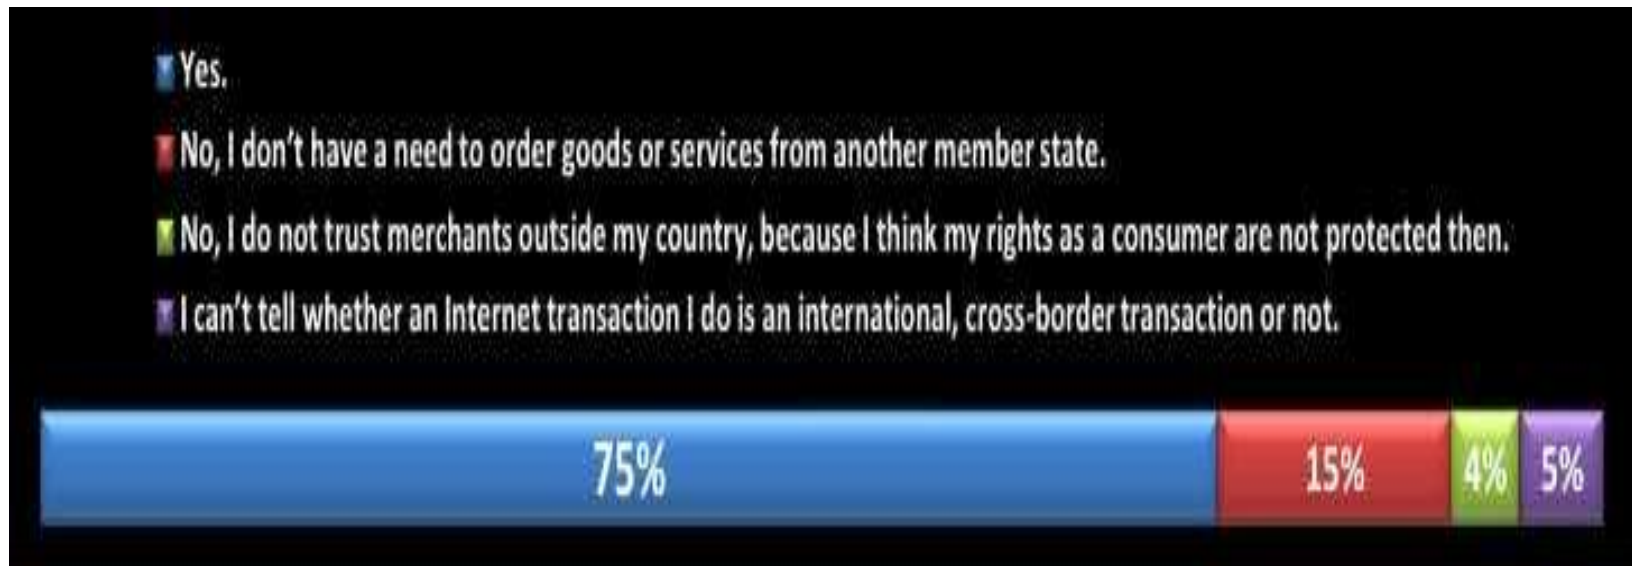 Yes.
No, I don’t have a need to order goods or services from another member state.
No, I do not trust merchants outside my country, because I think my rights as a consumer are not protected then.
I can’t tell whether an Internet transaction I do is an international, cross-border transaction or not.
75% 15% 4% 5%